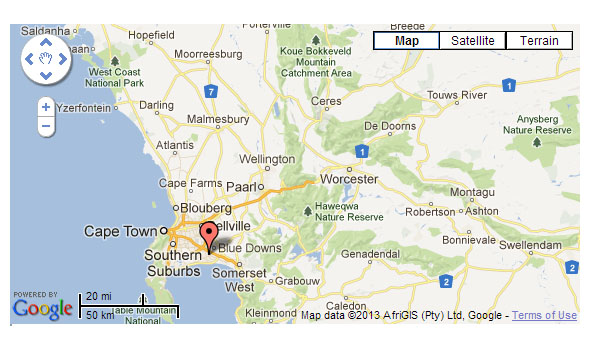 Saldanha
Hopefield
Porterville
Breede
Map
Satellite
Terrain
Moorreesburg
Koue Bokkeveld
Mountain
Catchment Area
West Coast
National Park
7
Touws River
Yzerfontein
Darling
Ceres
Malmesbury
De Doorns
Anysberg
Nature Reserve
Atlantis
1
Wellington
Cape Farms
Paarl
Worcester
Montagu
Blouberg
Haweqwa
Nature Reserve
Robertson
Ashton
Cape Town
ellville
Blue Downs
Bonnievale
Swellendam
Southern
Suburbs
Genadendal
Somerset
West
Grabouw
2
2
POWERED BY
Google
20 mi
50 km
Table Mountain
National
Kleinmond
Caledon
Map data ©2013 AfriGIS (Pty) Ltd, Google - Terms of Use